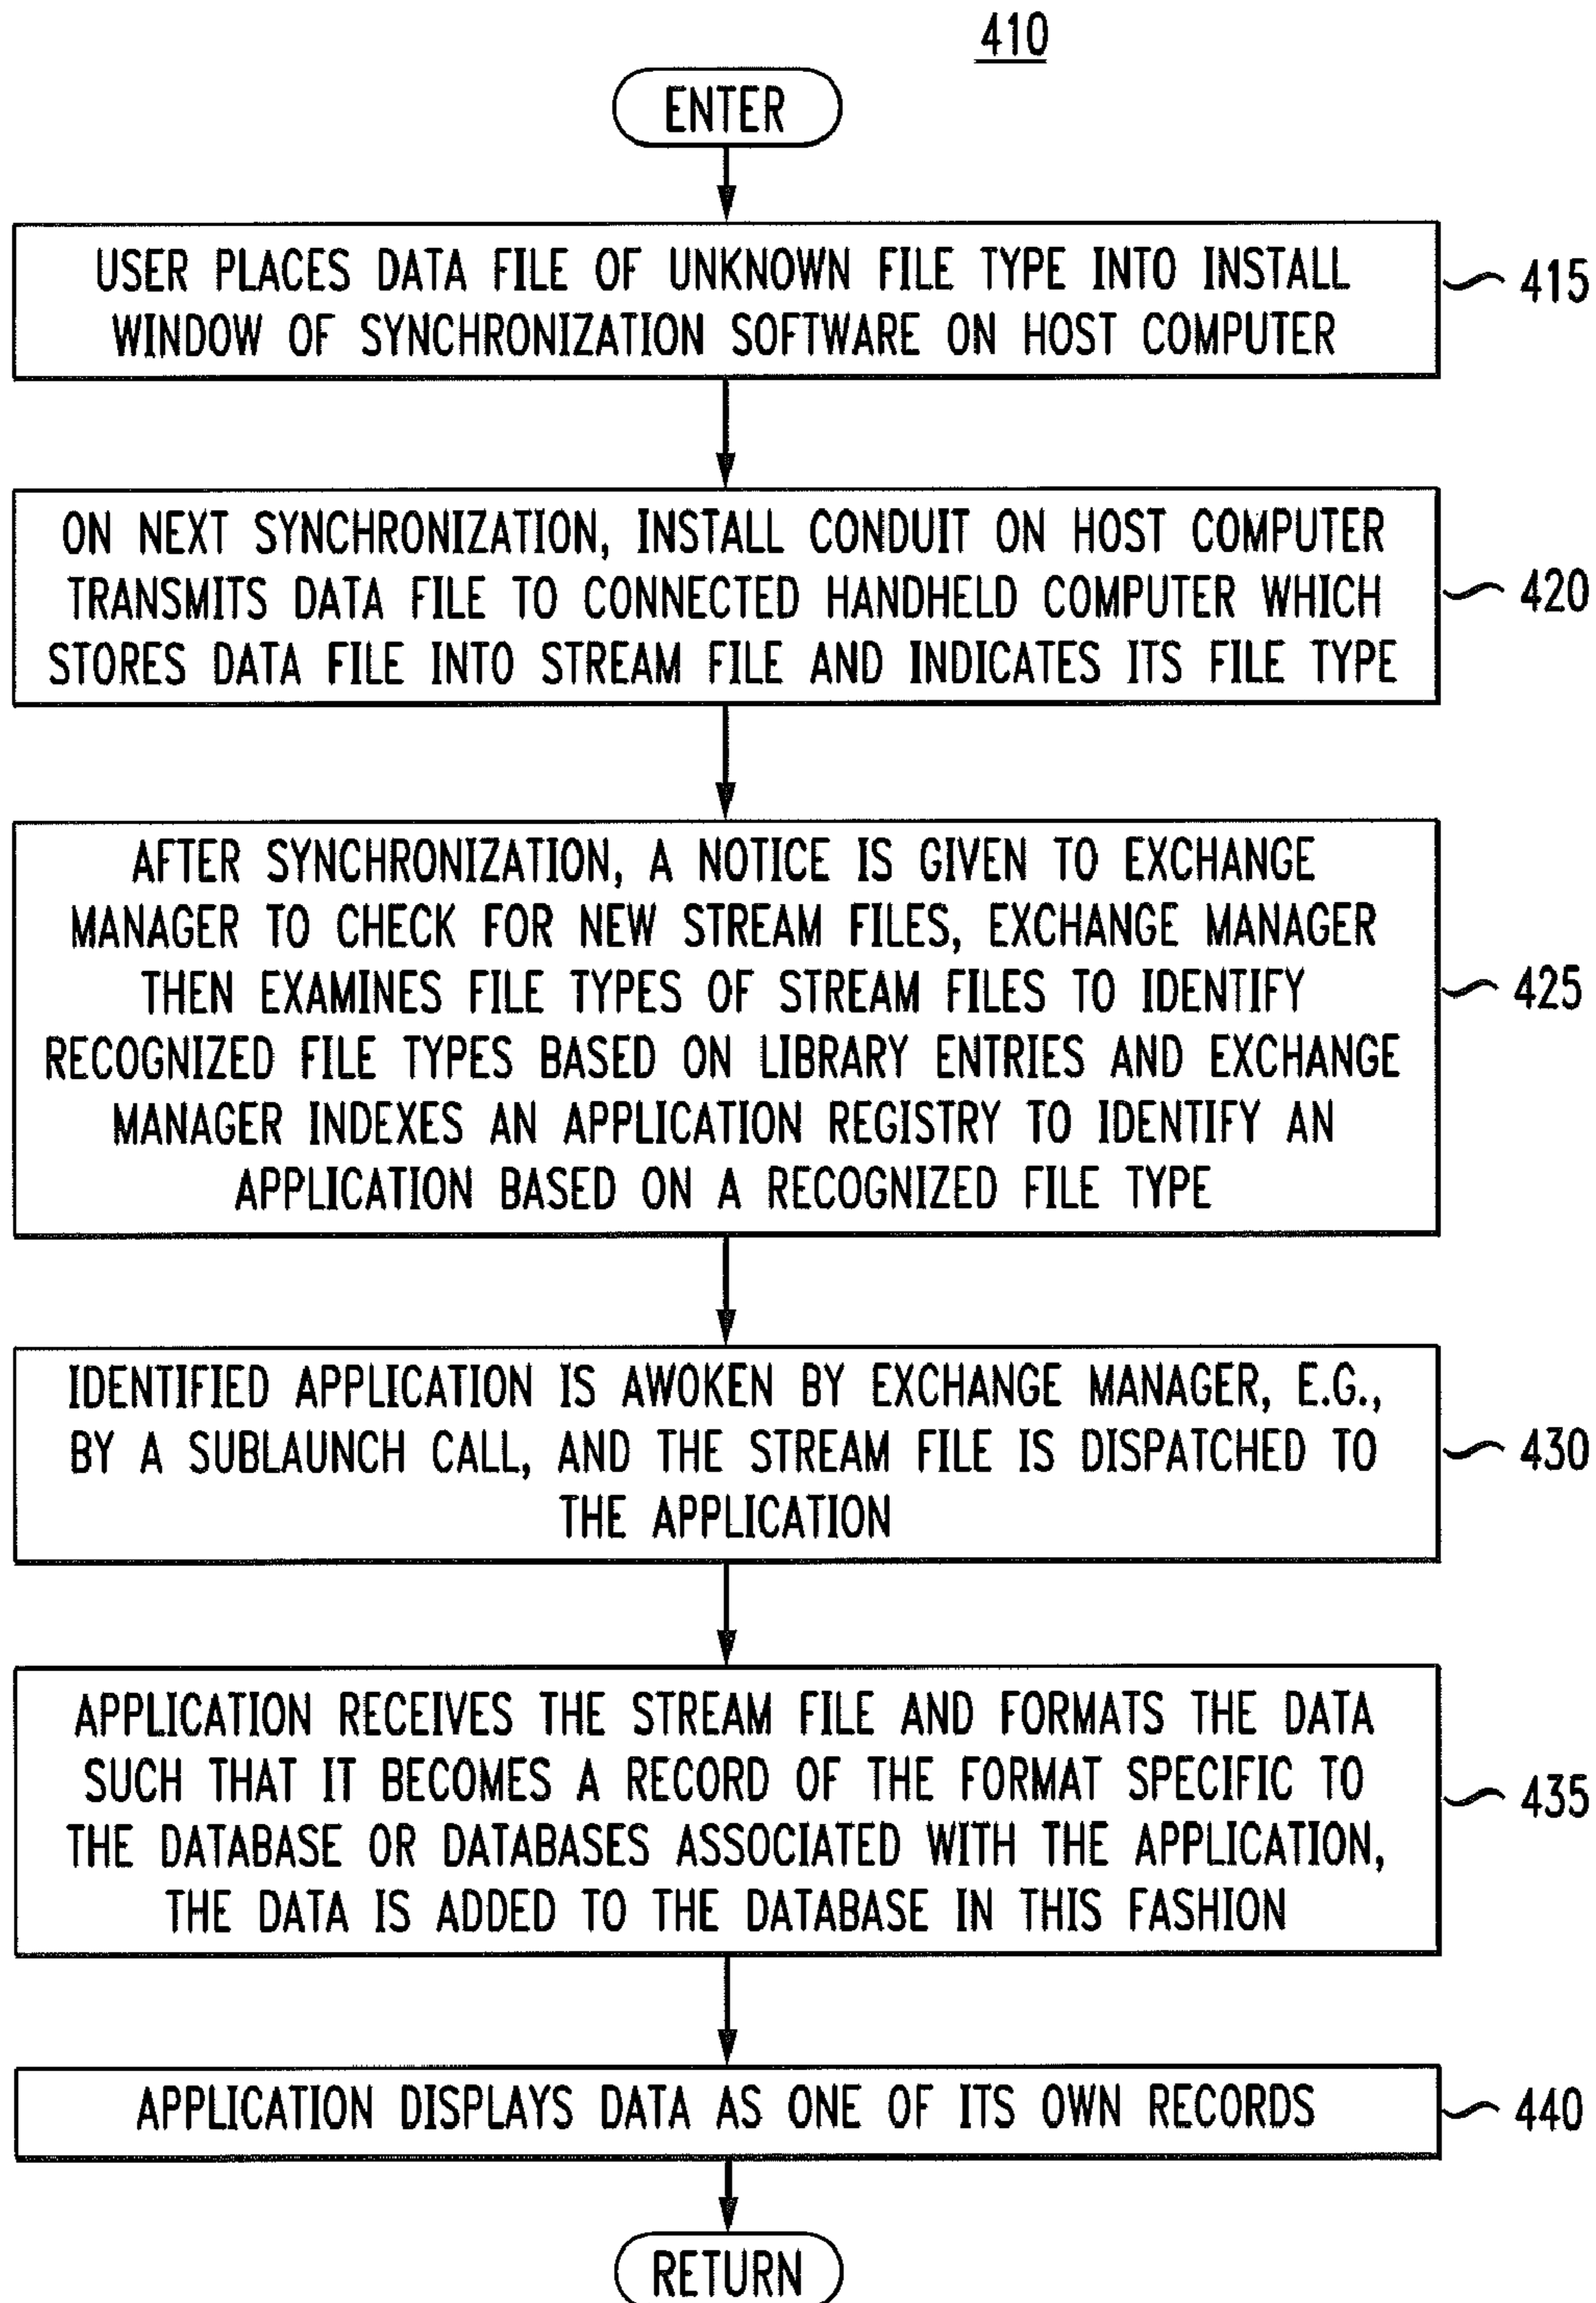 410
ENTER
USER PLACES DATA FILE OF UNKNOWN FILE TYPE INTO INSTALL
WINDOW OF SYNCHRONIZATION SOFTWARE ON HOST COMPUTER
415
ON NEXT SYNCHRONIZATION, INSTALL CONDUIT ON HOST COMPUTER
TRANSMITS DATA FILE TO CONNECTED HANDHELD COMPUTER WHICH
STORES DATA FILE INTO STREAM FILE AND INDICATES ITS FILE TYPE
420
AFTER SYNCHRONIZATION, A NOTICE IS GIVEN TO EXCHANGE
MANAGER TO CHECK FOR NEW STREAM FILES, EXCHANGE MANAGER
THEN EXAMINES FILE TYPES OF STREAM FILES TO IDENTIFY
RECOGNIZED FILE TYPES BASED ON LIBRARY ENTRIES AND EXCHANGE
MANAGER INDEXES AN APPLICATION REGISTRY TO IDENTIFY AN
APPLICATION BASED ON A RECOGNIZED FILE TYPE
425
IDENTIFIED APPLICATION IS AWOKEN BY EXCHANGE MANAGER, E.G.,
BY A SUBLAUNCH CALL, AND THE STREAM FILE IS DISPATCHED TO
THE APPLICATION
430
APPLICATION RECEIVES THE STREAM FILE AND FORMATS THE DATA
SUCH THAT IT BECOMES A RECORD OF THE FORMAT SPECIFIC TO
THE DATABASE OR DATABASES ASSOCIATED WITH THE APPLICATION,
THE DATA IS ADDED TO THE DATABASE IN THIS FASHION
435
APPLICATION DISPLAYS DATA AS ONE OF ITS OWN RECORDS
440
RETURN